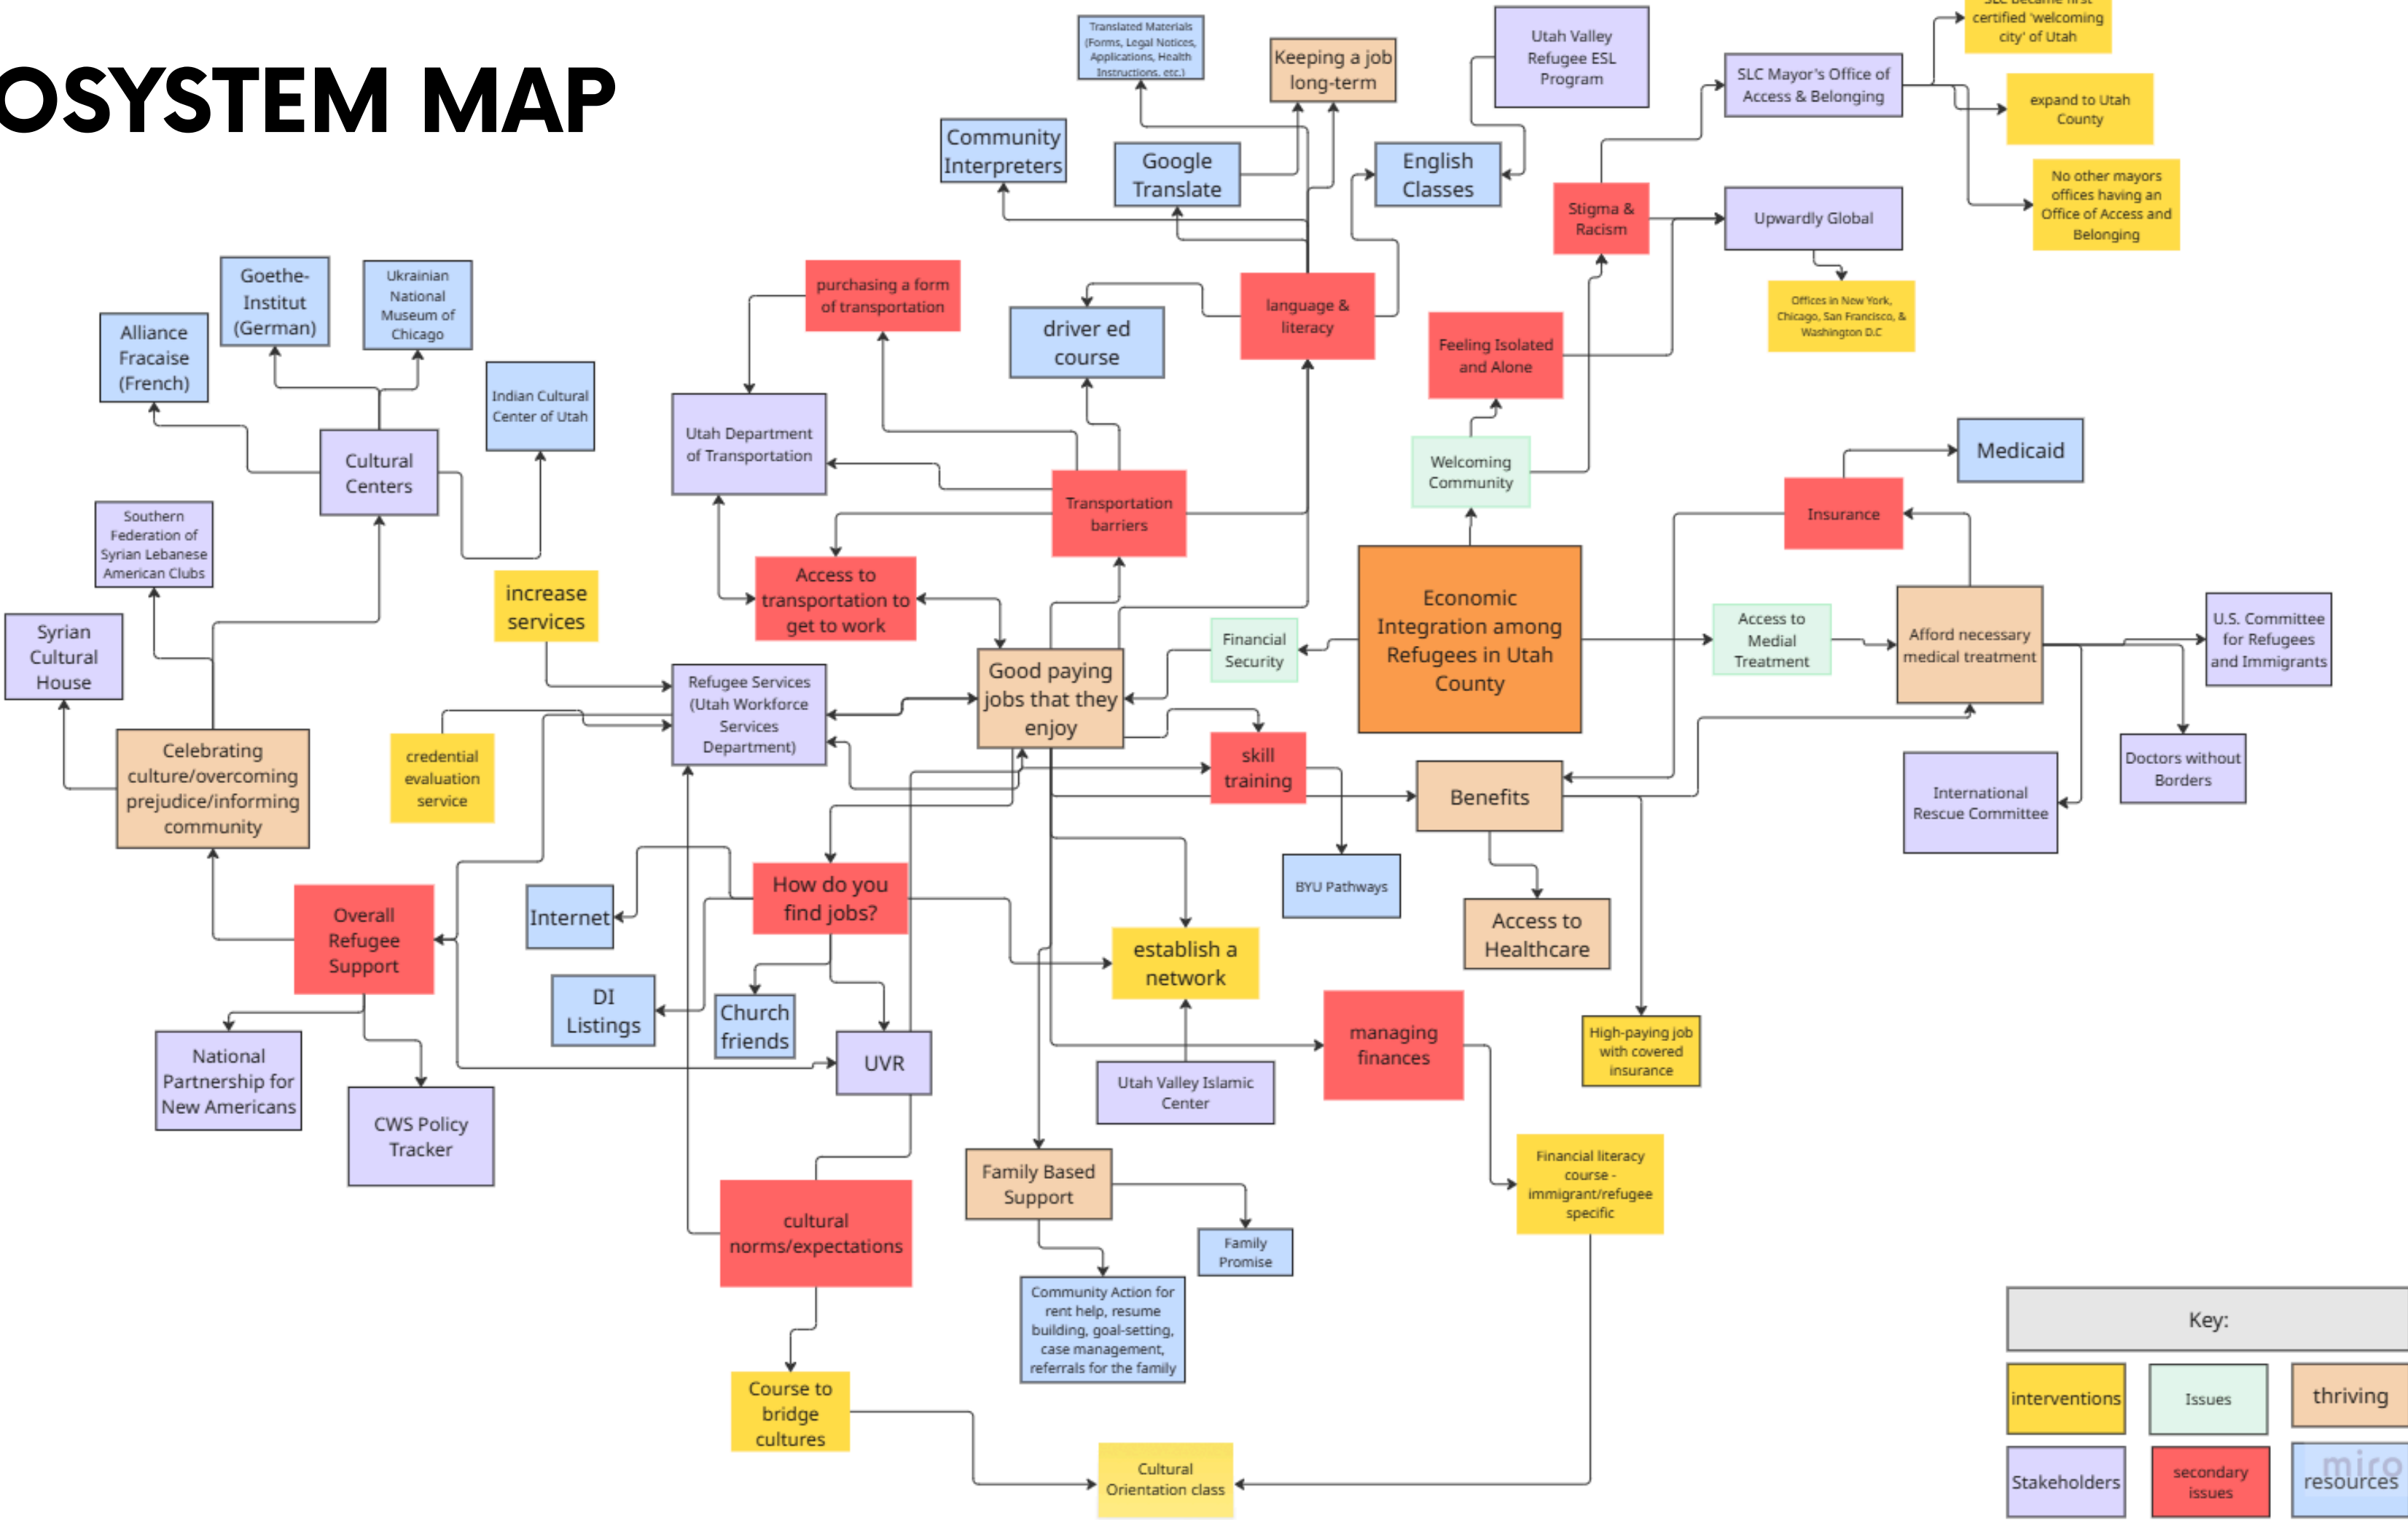 OSYSTEM MAP
Translated Materials
(Forms, Legal Notices,
Applications, Health
Instructions, etc.)
Keeping a job
long-term
Utah Valley
Refugee ESL
Program
SLC became first
certified 'welcoming
city' of Utah
SLC Mayor's Office of
Access & Belonging
expand to Utah
County
No other mayors
offices having an
Office of Access and
Belonging
Community
Interpreters
Google
Translate
English
Classes
Stigma &
Racism
Upwardly Global
Offices in New York,
Chicago, San Francisco, &
Washington D.C
Goethe-
Institut
(German)
Ukrainian
National
Museum of
Chicago
Alliance
Fracaise
(French)
Indian Cultural
Center of Utah
Cultural
Centers
purchasing a form
of transportation
driver ed
course
language &
literacy
Feeling Isolated
and Alone
Utah Department
of Transportation
Transportation
barriers
Welcoming
Community
Medicaid
Insurance
Southern
Federation of
Syrian Lebanese
American Clubs
Syrian
Cultural
House
increase
services
Access to
transportation to
get to work
Economic
Integration among
Refugees in Utah
County
Financial
Security
Access to
Medial
Treatment
Afford necessary
medical treatment
U.S. Committee
for Refugees
and Immigrants
Good paying
jobs that they
enjoy
Refugee Services
(Utah Workforce
Services
Department)
credential
evaluation
service
Celebrating
culture/overcoming
prejudice/informing
community
skill
training
Benefits
International
Rescue Committee
Doctors without
Borders
BYU Pathways
Access to
Healthcare
Overall
Refugee
Support
Internet
How do you
find jobs?
establish a
network
DI
Listings
Church
friends
UVR
managing
finances
High-paying job
with covered
insurance
National
Partnership for
New Americans
CWS Policy
Tracker
Utah Valley Islamic
Center
Family Based
Support
Financial literacy
course -
immigrant/refugee
specific
cultural
norms/expectations
Family
Promise
Community Action for
rent help, resume
building, goal-setting,
case management,
referrals for the family
Course to
bridge
cultures
Cultural
Orientation class
Key:
interventions
Issues
thriving
Stakeholders
secondary
issues
resources
miro